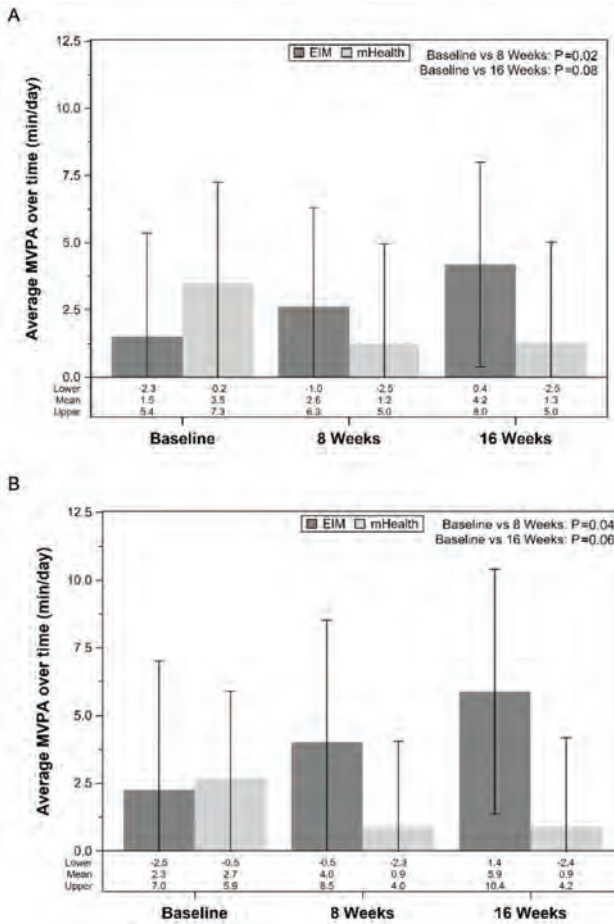 A
12.5
EIM mHealth
Baseline vs 8 Weeks: P=0.02
Baseline vs 16 Weeks: P=0.08
10.0
7.5
5.0
2.5
0.0
Average MVPA over time (min/day)
Lower -2.3 -0.2 -1.0 -2.5 0.4 -2.5
Mean 1.5 3.5 2.6 1.2 4.2 1.3
Upper 5.4 7.3 6.3 5.0 8.0 5.0
Baseline 8 Weeks 16 Weeks
B
12.5
EIM mHealth
Baseline vs 8 Weeks: P=0.04
Baseline vs 16 Weeks: P=0.06
10.0
7.5
5.0
2.5
0.0
Average MVPA over time (min/day)
Lower -2.5 -0.5 -0.5 -2.3 1.4 -2.4
Mean 2.3 2.7 4.0 0.9 5.9 0.9
Upper 7.0 5.9 8.5 4.0 10.4 4.2
Baseline 8 Weeks 16 Weeks